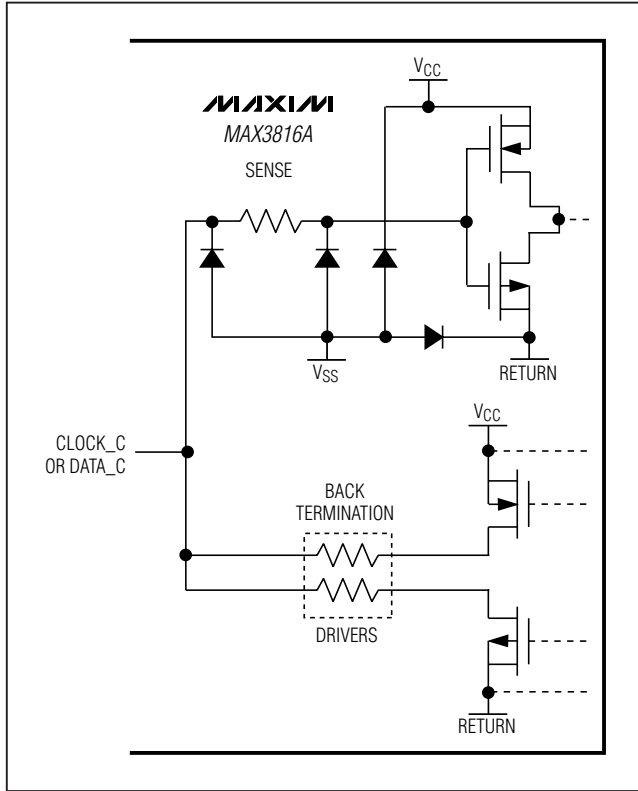 VCC
MAXIM
MAX3816A
SENSE
VSS
RETURN
VCC
CLOCK_C
OR DATA_C
BACK
TERMINATION
DRIVERS
RETURN